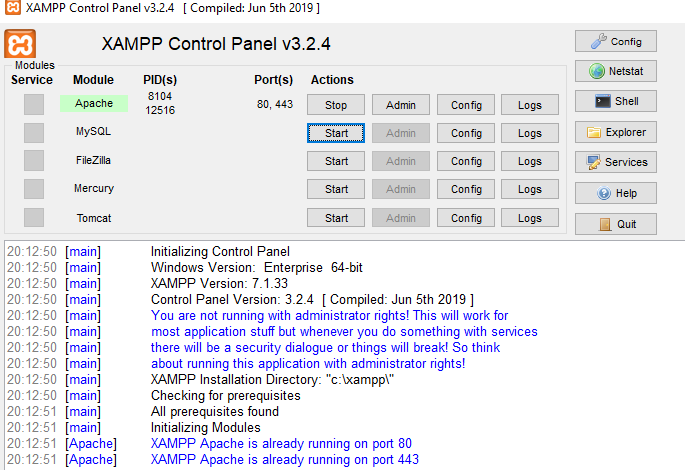 XAMPP Control Panel v3.2.4 [ Compiled: Jun 5th 2019 ]
XAMPP Control Panel v3.2.4
Config
Modules
Service Module PID(s) Port(s) Actions
Netstat
Apache 8104 12516 80, 443 Stop Admin Config Logs
Shell
MySQL Start Admin Config Logs
Explorer
FileZilla Start Admin Config Logs
Services
Mercury Start Admin Config Logs
Help
Tomcat Start Admin Config Logs
Quit
20:12:50 [main] Initializing Control Panel
20:12:50 [main] Windows Version: Enterprise 64-bit
20:12:50 [main] XAMPP Version: 7.1.33
20:12:50 [main] Control Panel Version: 3.2.4 [ Compiled: Jun 5th 2019 ]
20:12:50 [main] You are not running with administrator rights! This will work for
20:12:50 [main] most application stuff but whenever you do something with services
20:12:50 [main] there will be a security dialogue or things will break! So think
20:12:50 [main] about running this application with administrator rights!
20:12:50 [main] XAMPP Installation Directory: "c:\xampp\"
20:12:50 [main] Checking for prerequisites
20:12:51 [main] All prerequisites found
20:12:51 [main] Initializing Modules
20:12:51 [Apache] XAMPP Apache is already running on port 80
20:12:51 [Apache] XAMPP Apache is already running on port 443